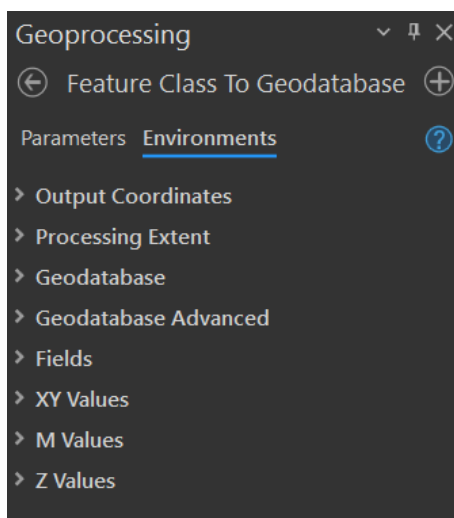 Geoprocessing
Feature Class To Geodatabase
Parameters Environments
Output Coordinates
Processing Extent
Geodatabase
Geodatabase Advanced
Fields
XY Values
M Values
Z Values